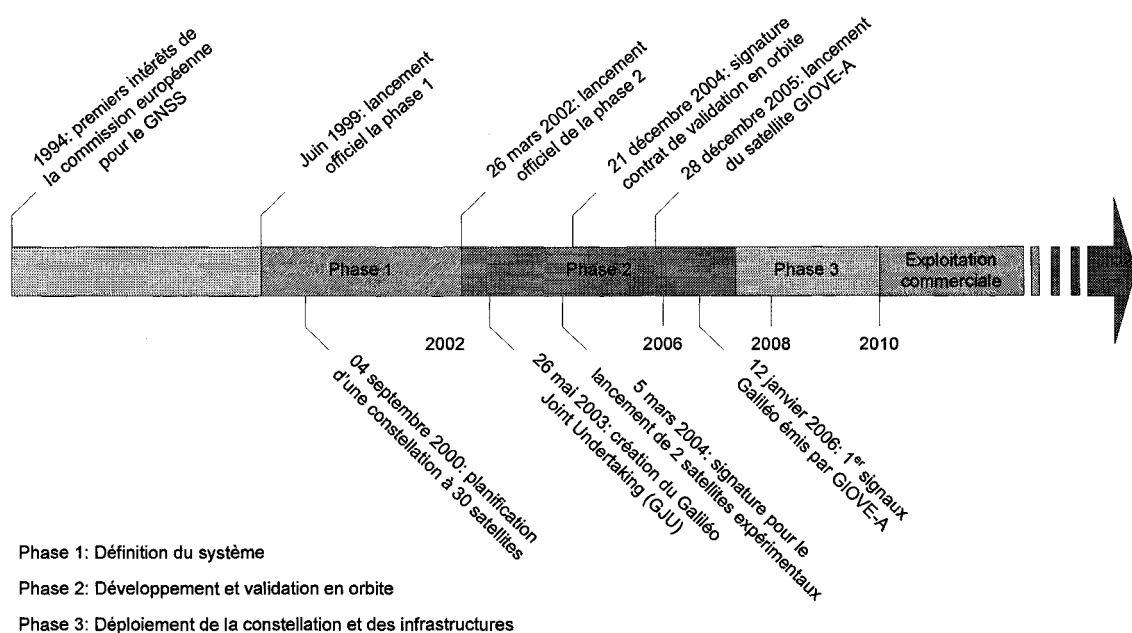 1994: premiers intérêts de
la commission européenne
pour le GNSS
Juin 1999: lancement
officiel la phase 1
26 mars 2002: lancement
officiel de la phase 2
21 décembre 2004: signature
contrat de validation en orbite
28 décembre 2005: lancement
du satellite GIOVE-A
Phase 1
Phase 2
Phase 3
Exploitation
commerciale
2002
2006
2008
2010
04 septembre 2000: planification
d'une constellation à 30 satellites
26 mai 2003: création du Galiléo
Joint Undertaking (GJU)
5 mars 2004: signature pour le
lancement de 2 satellites expérimentaux
12 janvier 2006: 1er signaux
Galiléo émis par GIOVE-A
Phase 1: Définition du système
Phase 2: Développement et validation en orbite
Phase 3: Déploiement de la constellation et des infrastructures